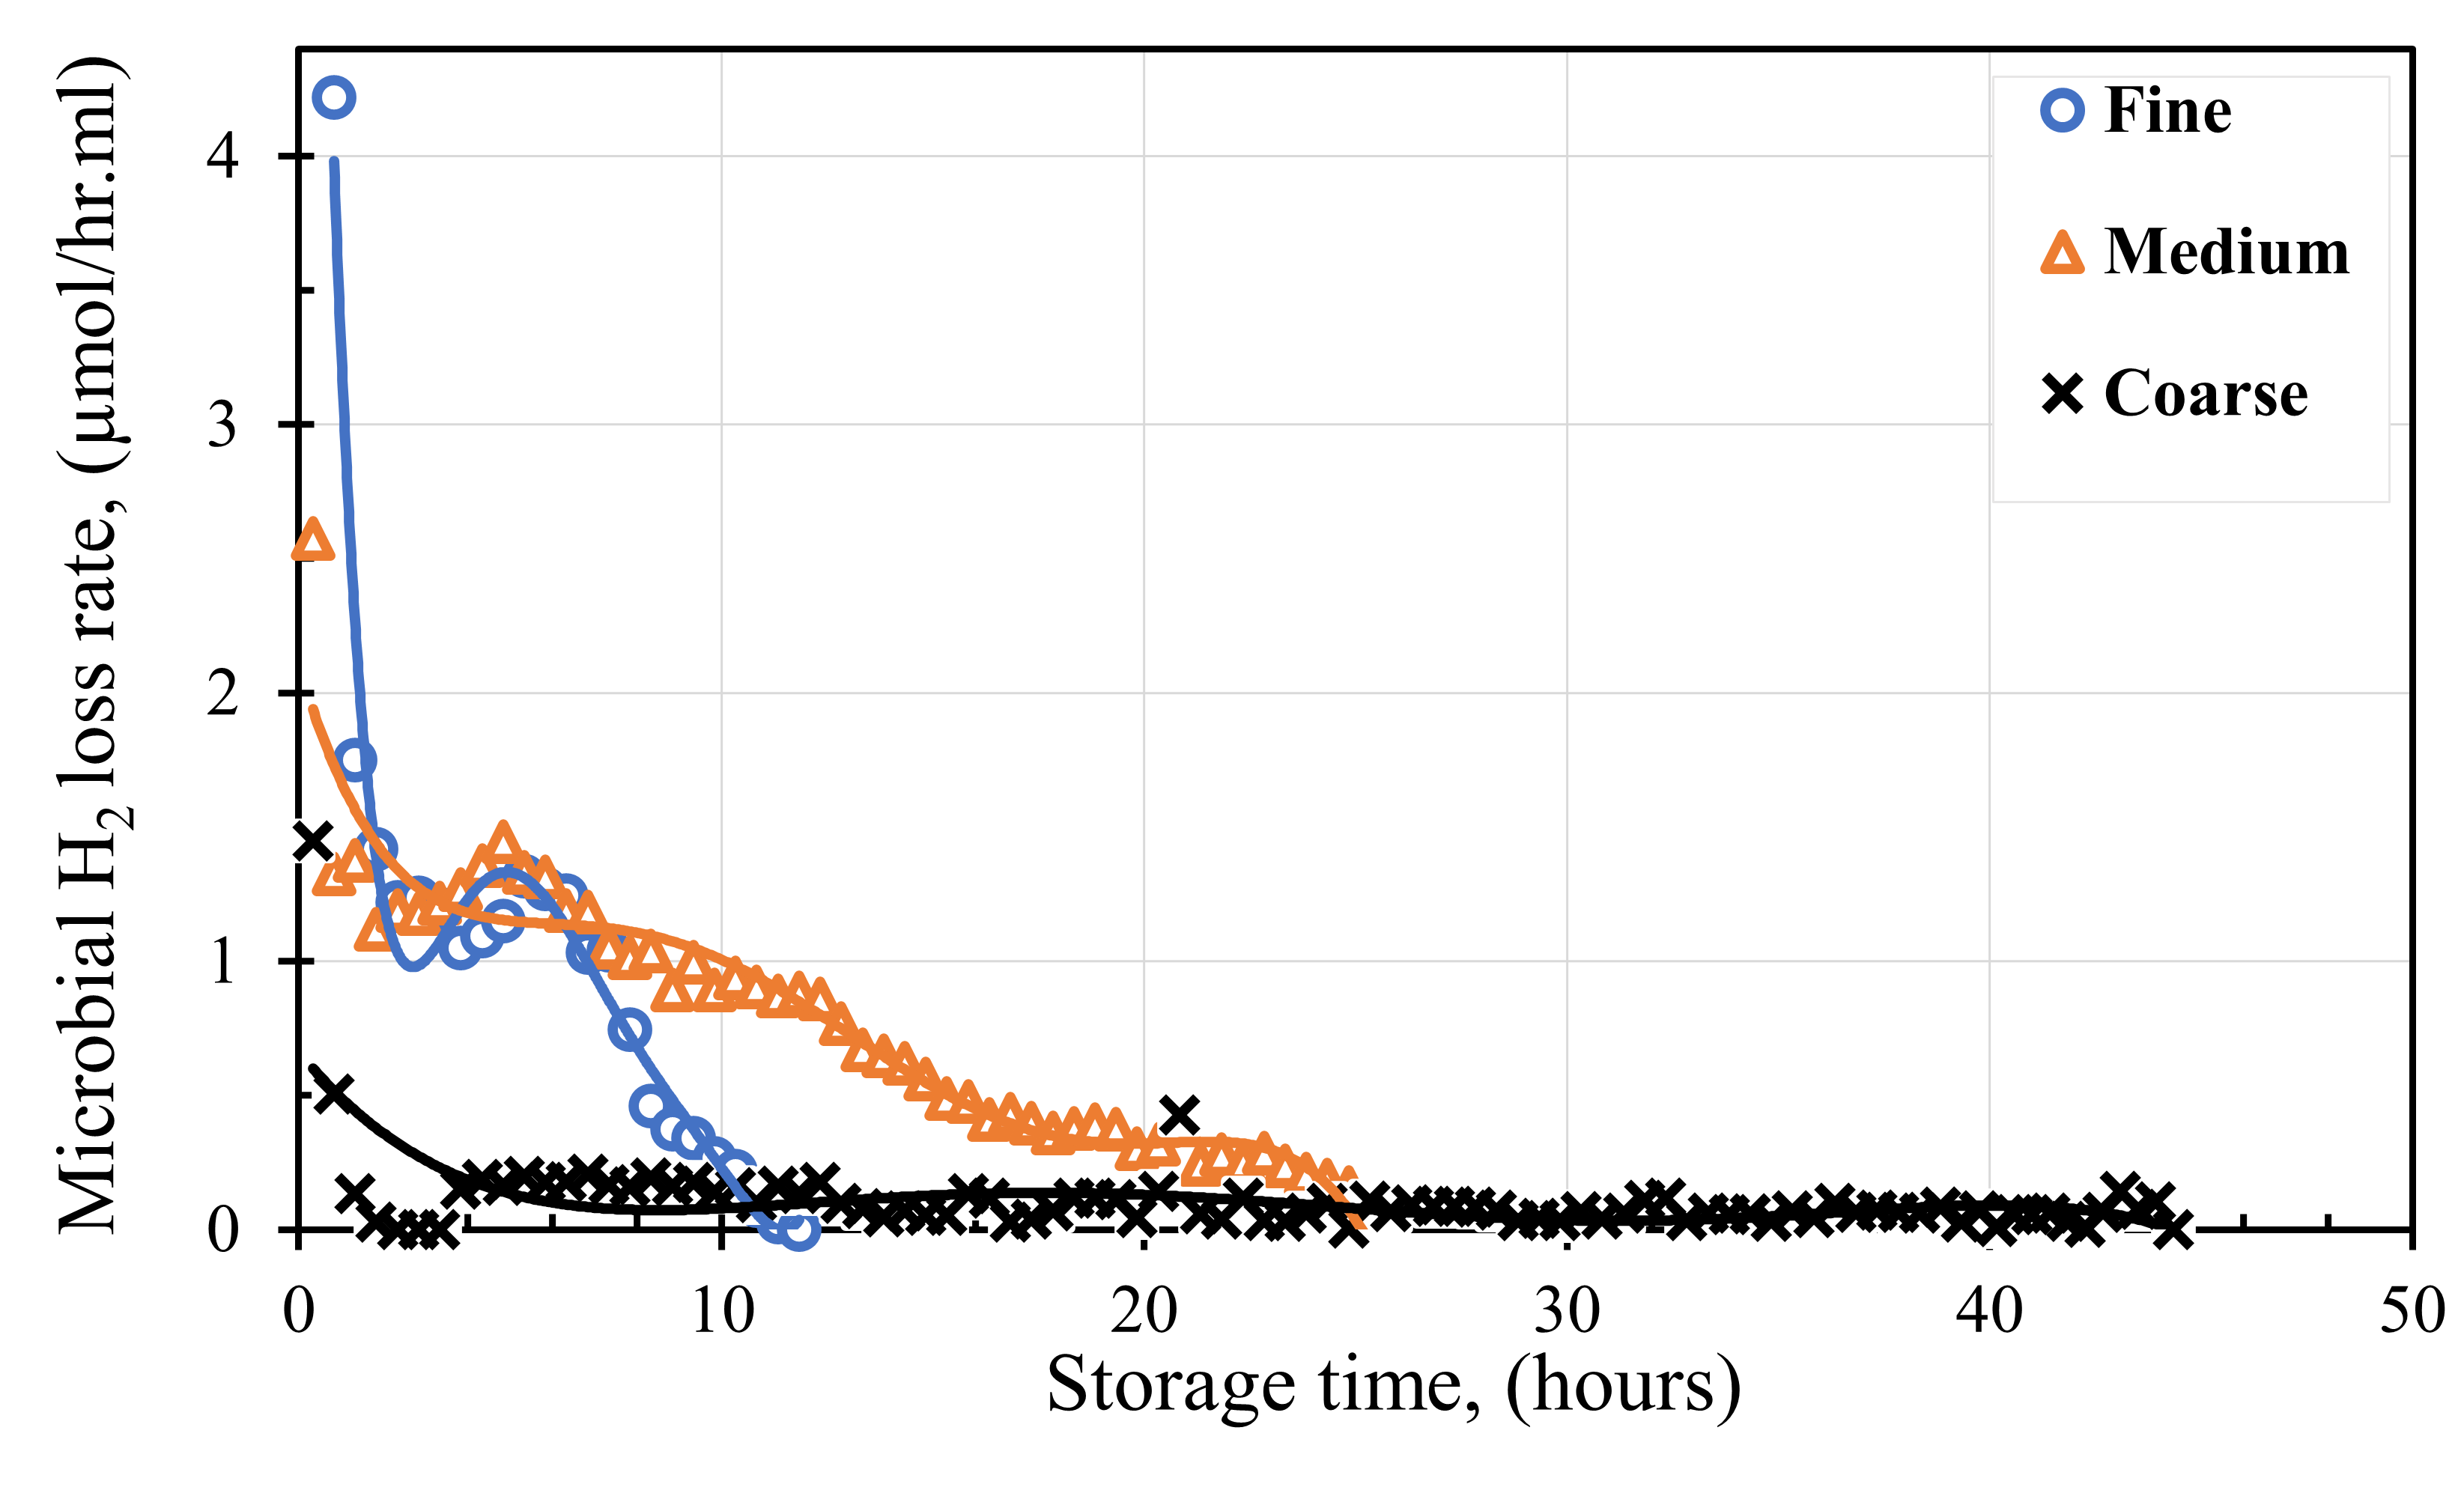 Microbial H2 loss rate, (μmol/hr.ml)
4
3
2
1
0
Fine
Medium
Coarse
0 10 20 30 40 50
Storage time, (hours)